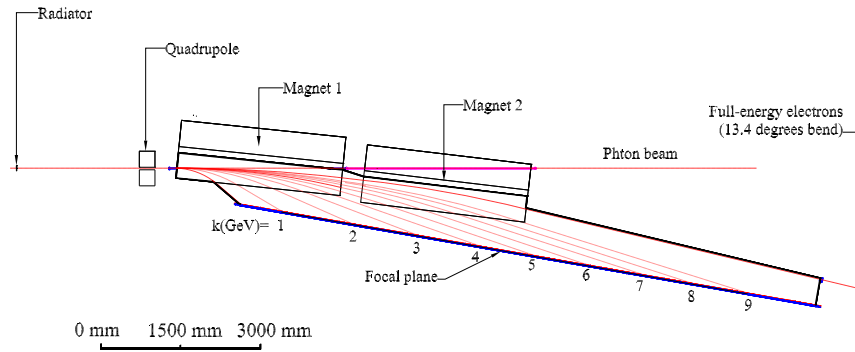 Radiator
Quadrupole
Magnet 1
Magnet 2
Full-energy electrons
(13.4 degrees bend)
Phton beam
k(GeV)= 1
2
3
4
5
6
7
8
9
Focal plane
0 mm 1500 mm 3000 mm